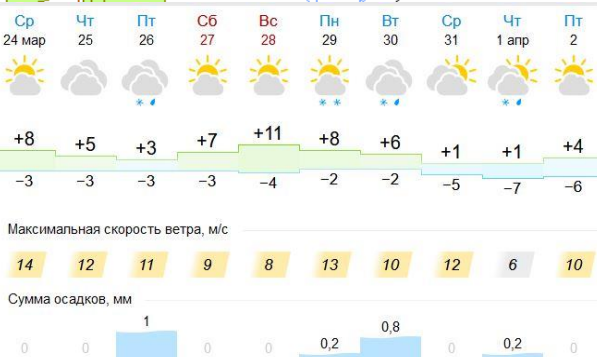 Ср Чт Пт Сб Вс Пн Вт Ср Чт Пт
24 мар 25 26 27 28 29 30 31 1 апр 2
+8 +5 +3 +7 +11 +8 +6 +1 +1 +4
−3 −3 −3 −3 −4 −2 −2 −5 −7 −6
Максимальная скорость ветра, м/с
14 12 11 9 8 13 10 12 6 10
Сумма осадков, мм
0 0 1 0 0 0,2 0,8 0 0,2 0